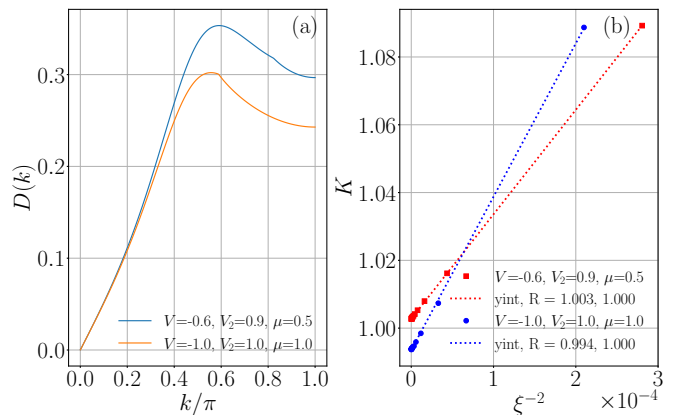 (a)
D(k)
0.3
0.2
0.1
0.0
V=-0.6, V₂=0.9, μ=0.5
V=-1.0, V₂=1.0, μ=1.0
0.0 0.2 0.4 0.6 0.8 1.0
k/π
(b)
K
1.08
1.06
1.04
1.02
1.00
V=-0.6, V₂=0.9, μ=0.5
yint, R = 1.003, 1.000
V=-1.0, V₂=1.0, μ=1.0
yint, R = 0.994, 1.000
0 1 2 3
ξ⁻² ×10⁻⁴